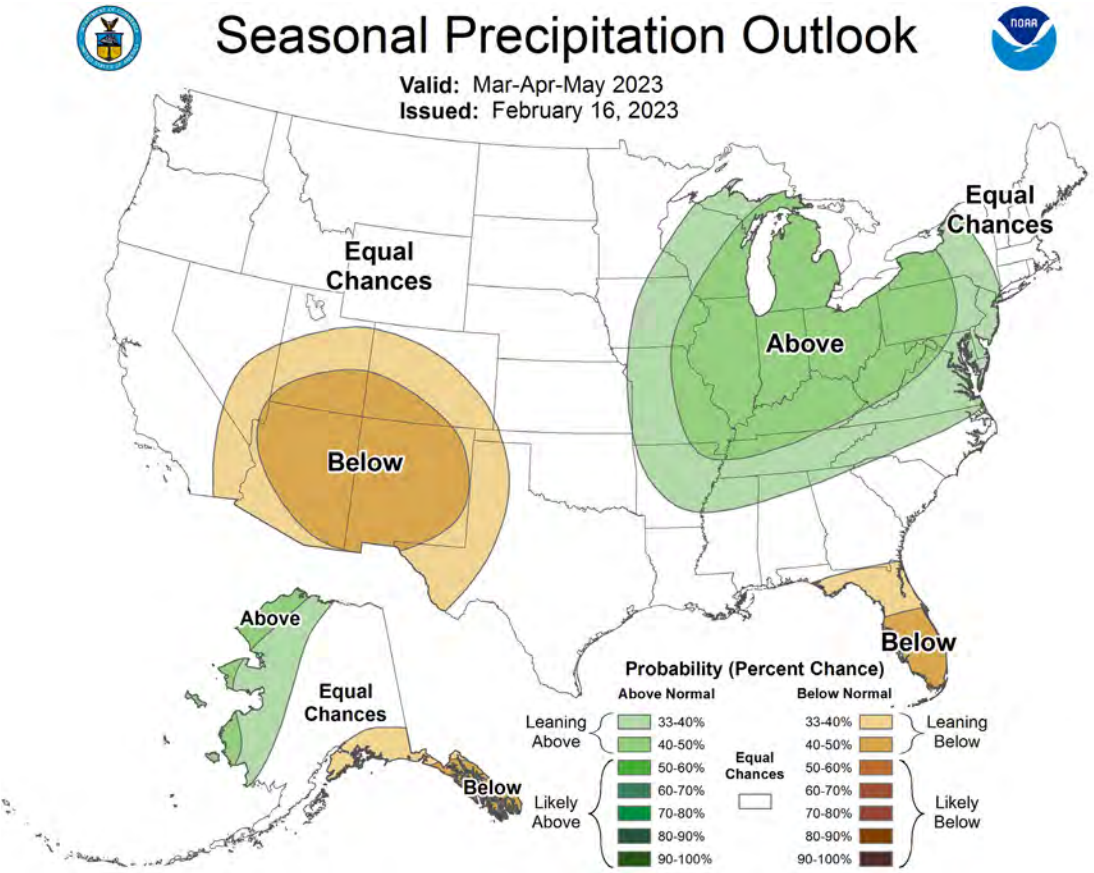 Seasonal Precipitation Outlook
NOAA
Valid: Mar-Apr-May 2023
Issued: February 16, 2023
Equal
Chances
Equal
Chances
Above
Below
Above
Equal
Chances
Below
Below
Probability (Percent Chance)
Above Normal
Below Normal
Leaning
Above
33-40%
40-50%
Likely
Above
50-60%
60-70%
70-80%
80-90%
90-100%
Equal
Chances
33-40%
40-50%
Leaning
Below
50-60%
60-70%
70-80%
80-90%
90-100%
Likely
Below